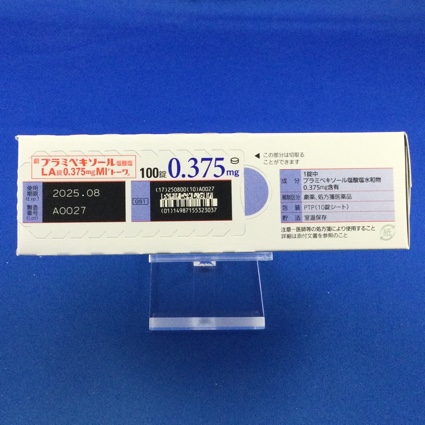 劇 プラミペキソール 塩酸塩
LA錠0.375mgMI「トーワ」
100錠 0.375mg
使用期限(Exp.) 2025.08
製造番号(Lot) A0027
GS1
(17)250800(10)A0027
(01)14987155323037
この部分は切取ることができます
成分 1錠中
プラミペキソール塩酸塩水和物
0.375mg含有
規制区分 劇薬、処方箋医薬品
包装 PTP(10錠シート)
貯法 室温保存
注意-医師等の処方箋により使用すること
詳細は添付文書を参照のこと
紙